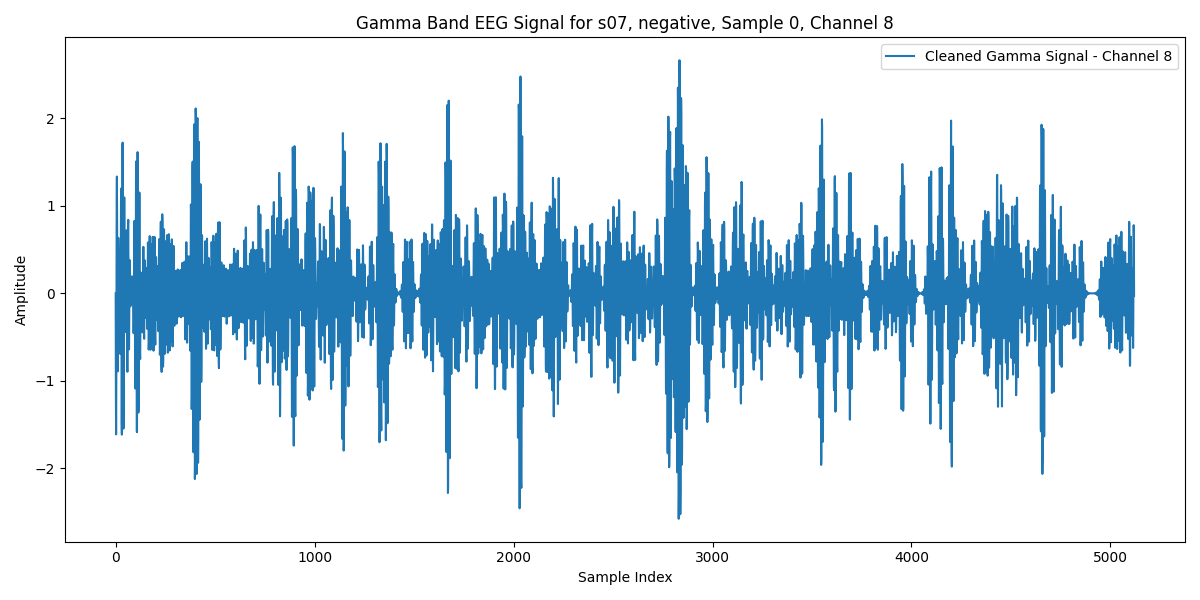 Gamma Band EEG Signal for s07, negative, Sample 0, Channel 8
Cleaned Gamma Signal - Channel 8
Amplitude
2
1
0
−1
−2
0 1000 2000 3000 4000 5000
Sample Index